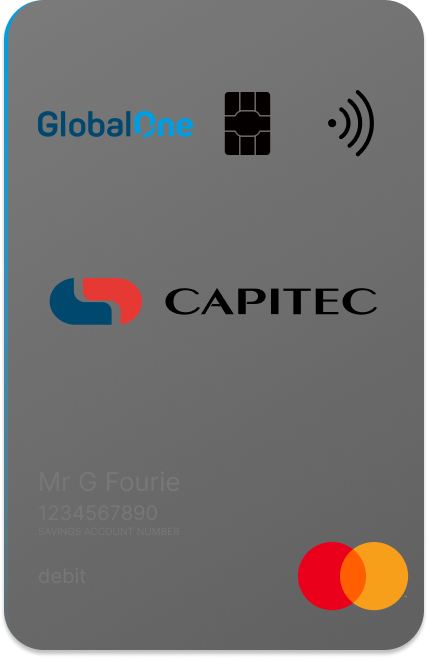 GlobalOne
CAPITEC
Mr G Fourie
1234567890
SAVINGS ACCOUNT NUMBER
debit